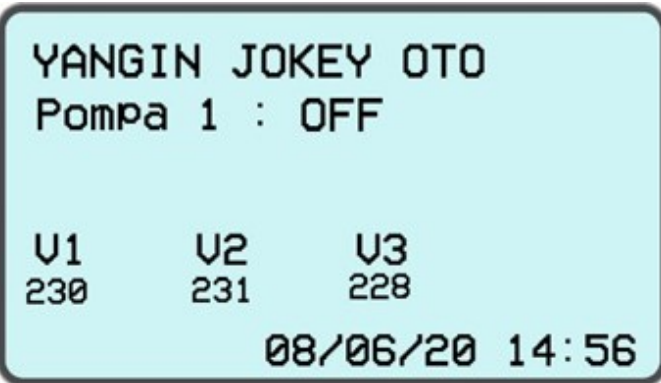 YANGIN JOKEY OTO
Pompa 1 : OFF
V1 V2 V3
230 231 228
08/06/20 14:56